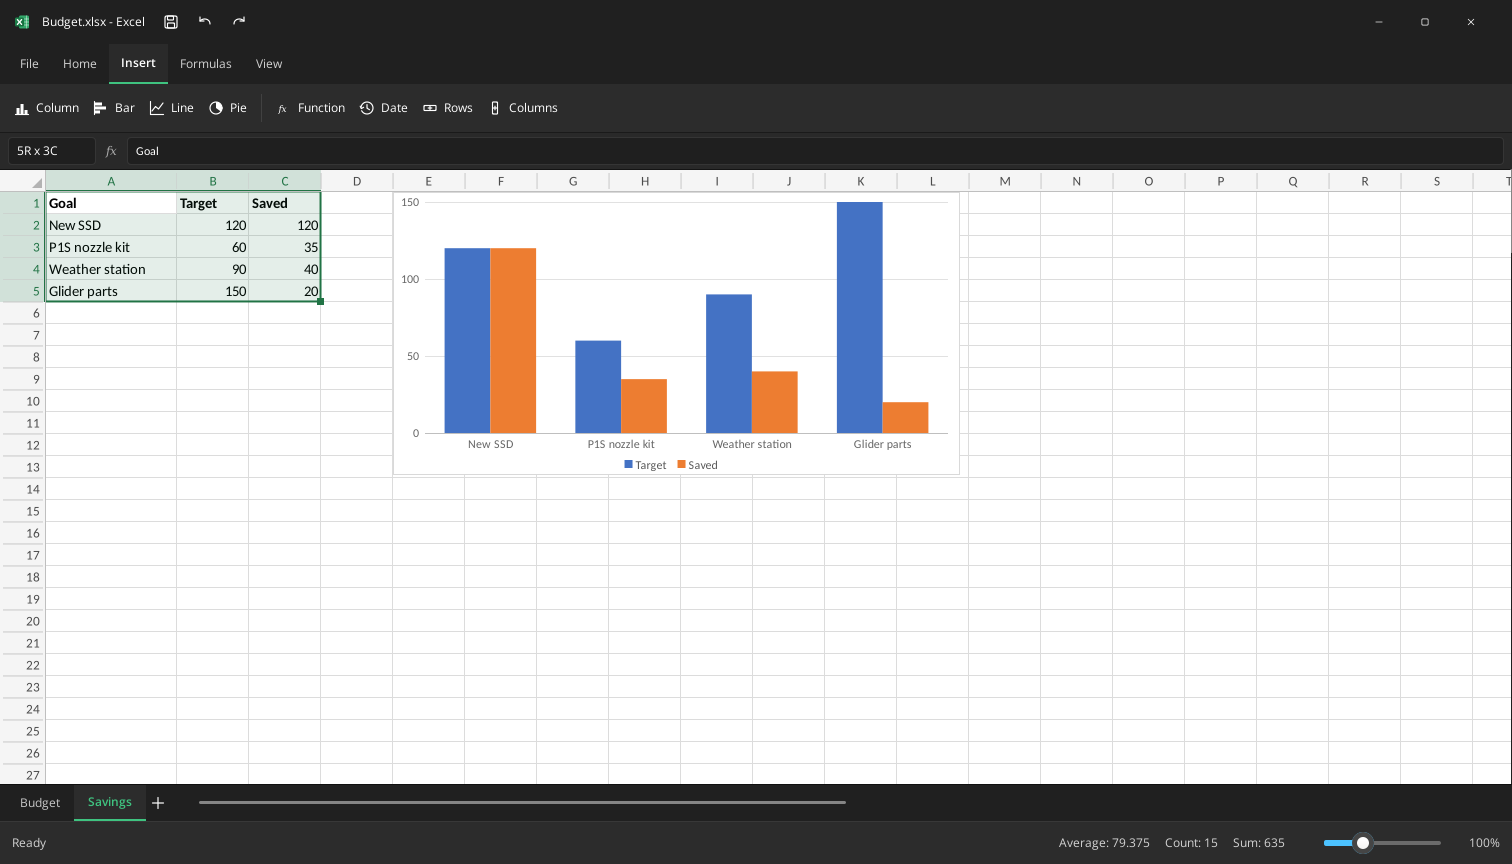 Budget.xlsx - Excel
File Home Insert Formulas View
Column Bar Line Pie fx Function Date Rows Columns
5R x 3C fx Goal
A B C D E F G H I J K L M N O P Q R S T
1 Goal Target Saved
2 New SSD 120 120
3 P1S nozzle kit 60 35
4 Weather station 90 40
5 Glider parts 150 20
6
7
8
9
10
11
12
13
14
15
16
17
18
19
20
21
22
23
24
25
26
27
150
100
50
0
New SSD P1S nozzle kit Weather station Glider parts
Target Saved
Budget Savings
Ready Average: 79.375 Count: 15 Sum: 635 100%